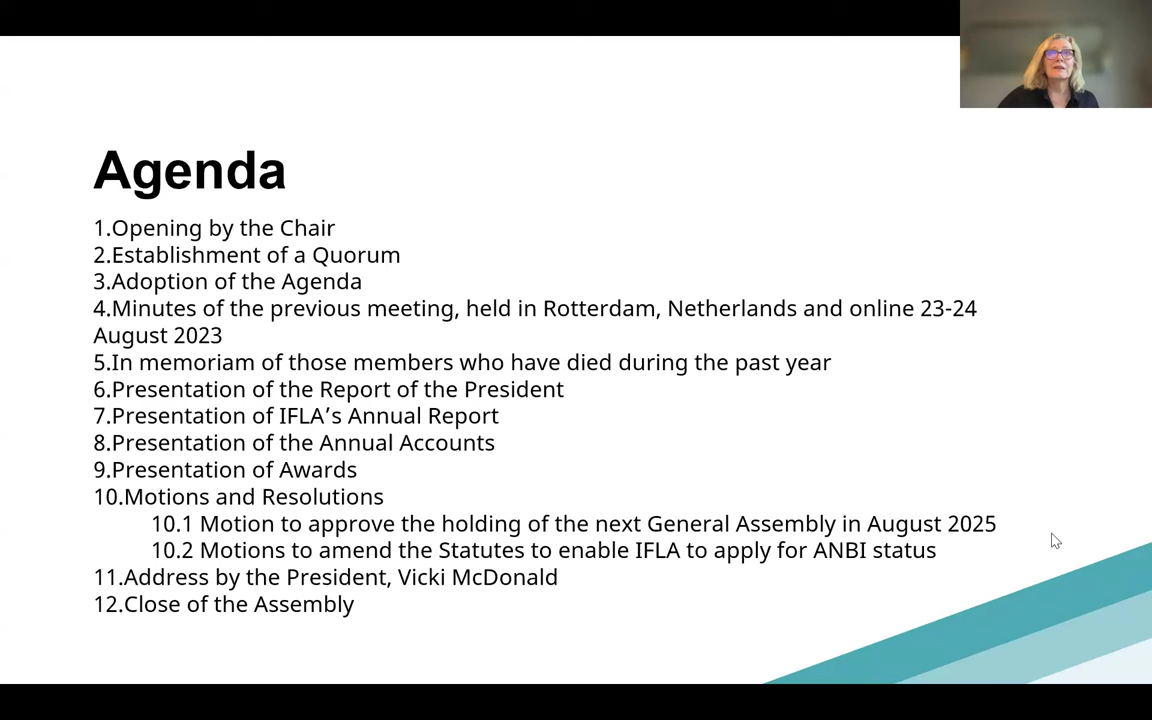 Agenda
1.Opening by the Chair
2.Establishment of a Quorum
3.Adoption of the Agenda
4.Minutes of the previous meeting, held in Rotterdam, Netherlands and online 23-24
August 2023
5.In memoriam of those members who have died during the past year
6.Presentation of the Report of the President
7.Presentation of IFLA’s Annual Report
8.Presentation of the Annual Accounts
9.Presentation of Awards
10.Motions and Resolutions
10.1 Motion to approve the holding of the next General Assembly in August 2025
10.2 Motions to amend the Statutes to enable IFLA to apply for ANBI status
11.Address by the President, Vicki McDonald
12.Close of the Assembly